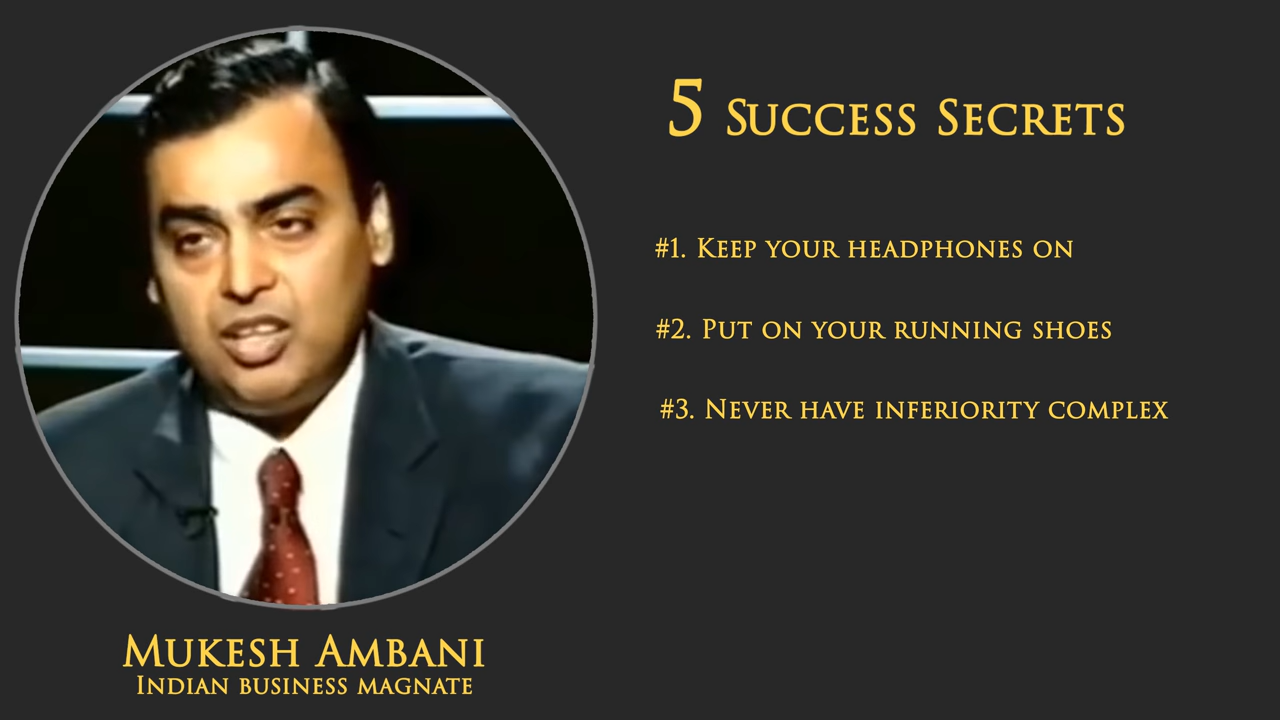 5 Success Secrets
#1. Keep your headphones on
#2. Put on your running shoes
#3. Never have inferiority complex
Mukesh Ambani
Indian business magnate